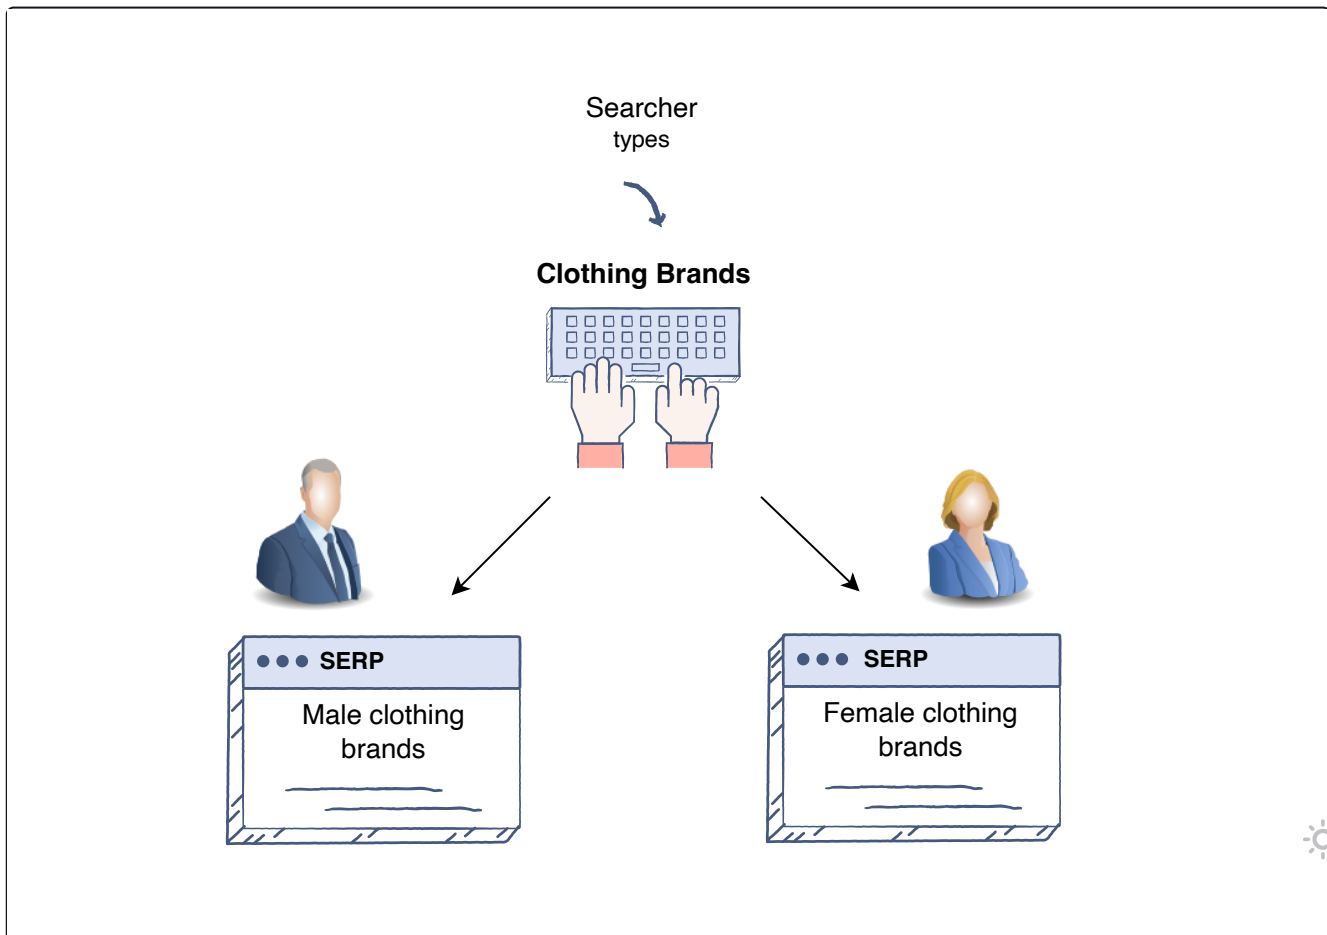 Searcher
types
Clothing Brands
SERP
Male clothing
brands
SERP
Female clothing
brands